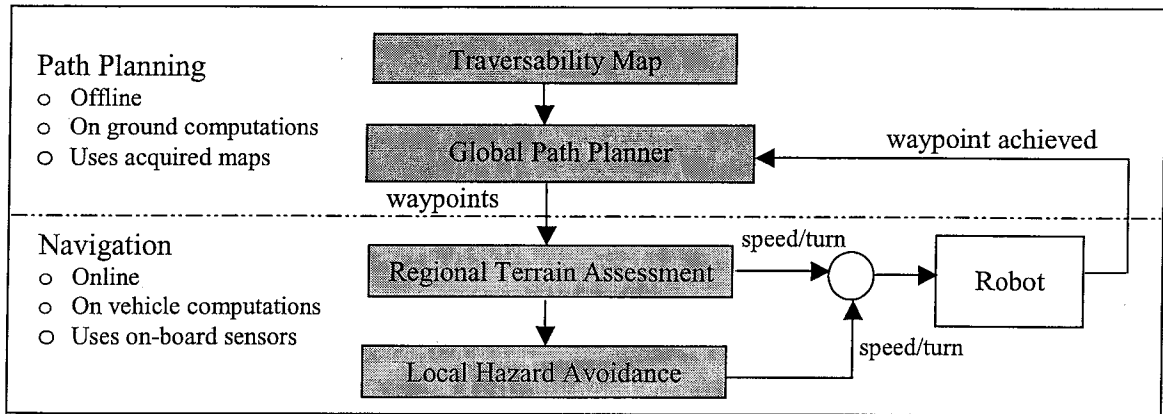 Traversability Map
Path Planning
o Offline
o On ground computations
o Uses acquired maps
Global Path Planner
waypoint achieved
waypoints
Navigation
o Online
o On vehicle computations
o Uses on-board sensors
Regional Terrain Assessment
speed/turn
Robot
Local Hazard Avoidance
speed/turn